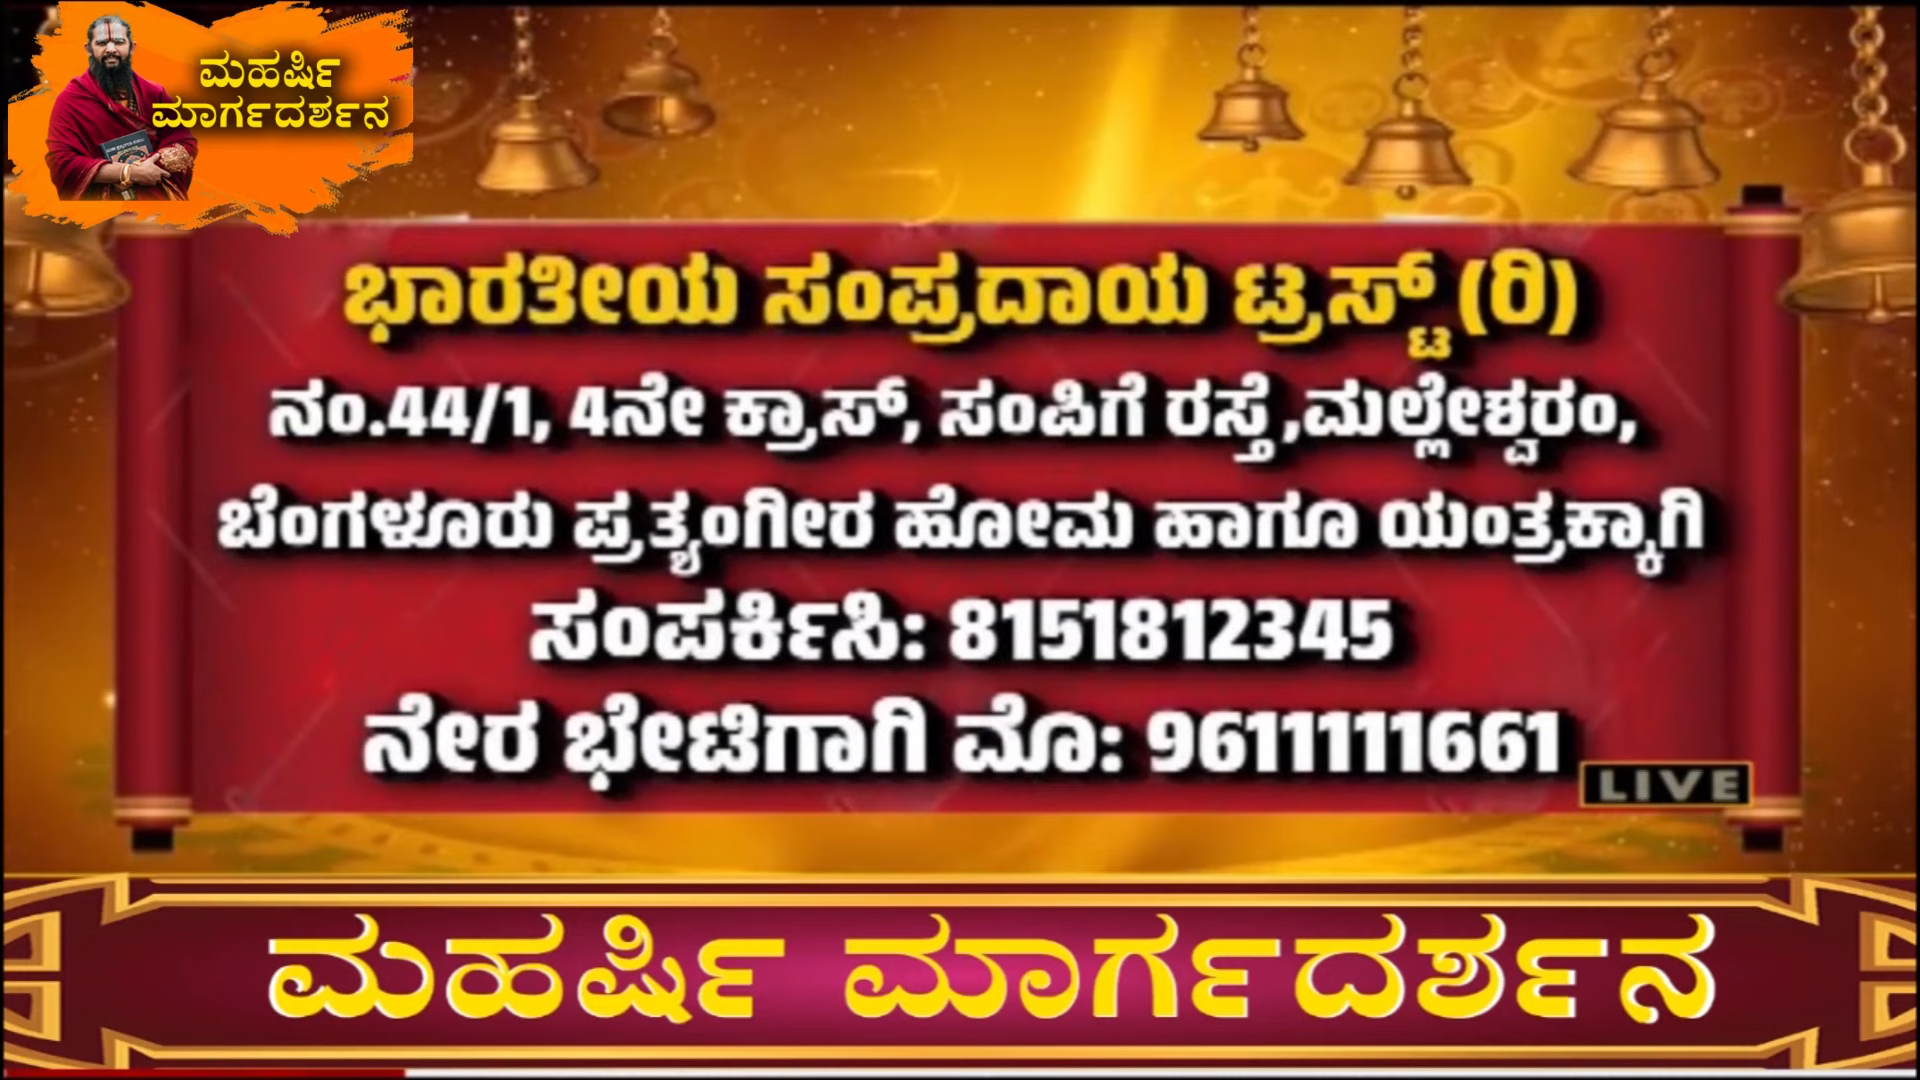 ಮಹರ್ಷಿ
ಮಾರ್ಗದರ್ಶನ
ಭಾರತೀಯ ಸಂಪ್ರದಾಯ ಟ್ರಸ್ಟ್ (ರಿ)
ನಂ.44/1, 4ನೇ ಕ್ರಾಸ್, ಸಂಪಿಗೆ ರಸ್ತೆ,ಮಲ್ಲೇಶ್ವರಂ,
ಬೆಂಗಳೂರು ಪ್ರತ್ಯಂಗೀರ ಹೋಮ ಹಾಗೂ ಯಂತ್ರಕ್ಕಾಗಿ
ಸಂಪರ್ಕಿಸಿ: 8151812345
ನೇರ ಭೇಟಿಗಾಗಿ ಮೊ: 9611111661
LIVE
ಮಹರ್ಷಿ ಮಾರ್ಗದರ್ಶನ